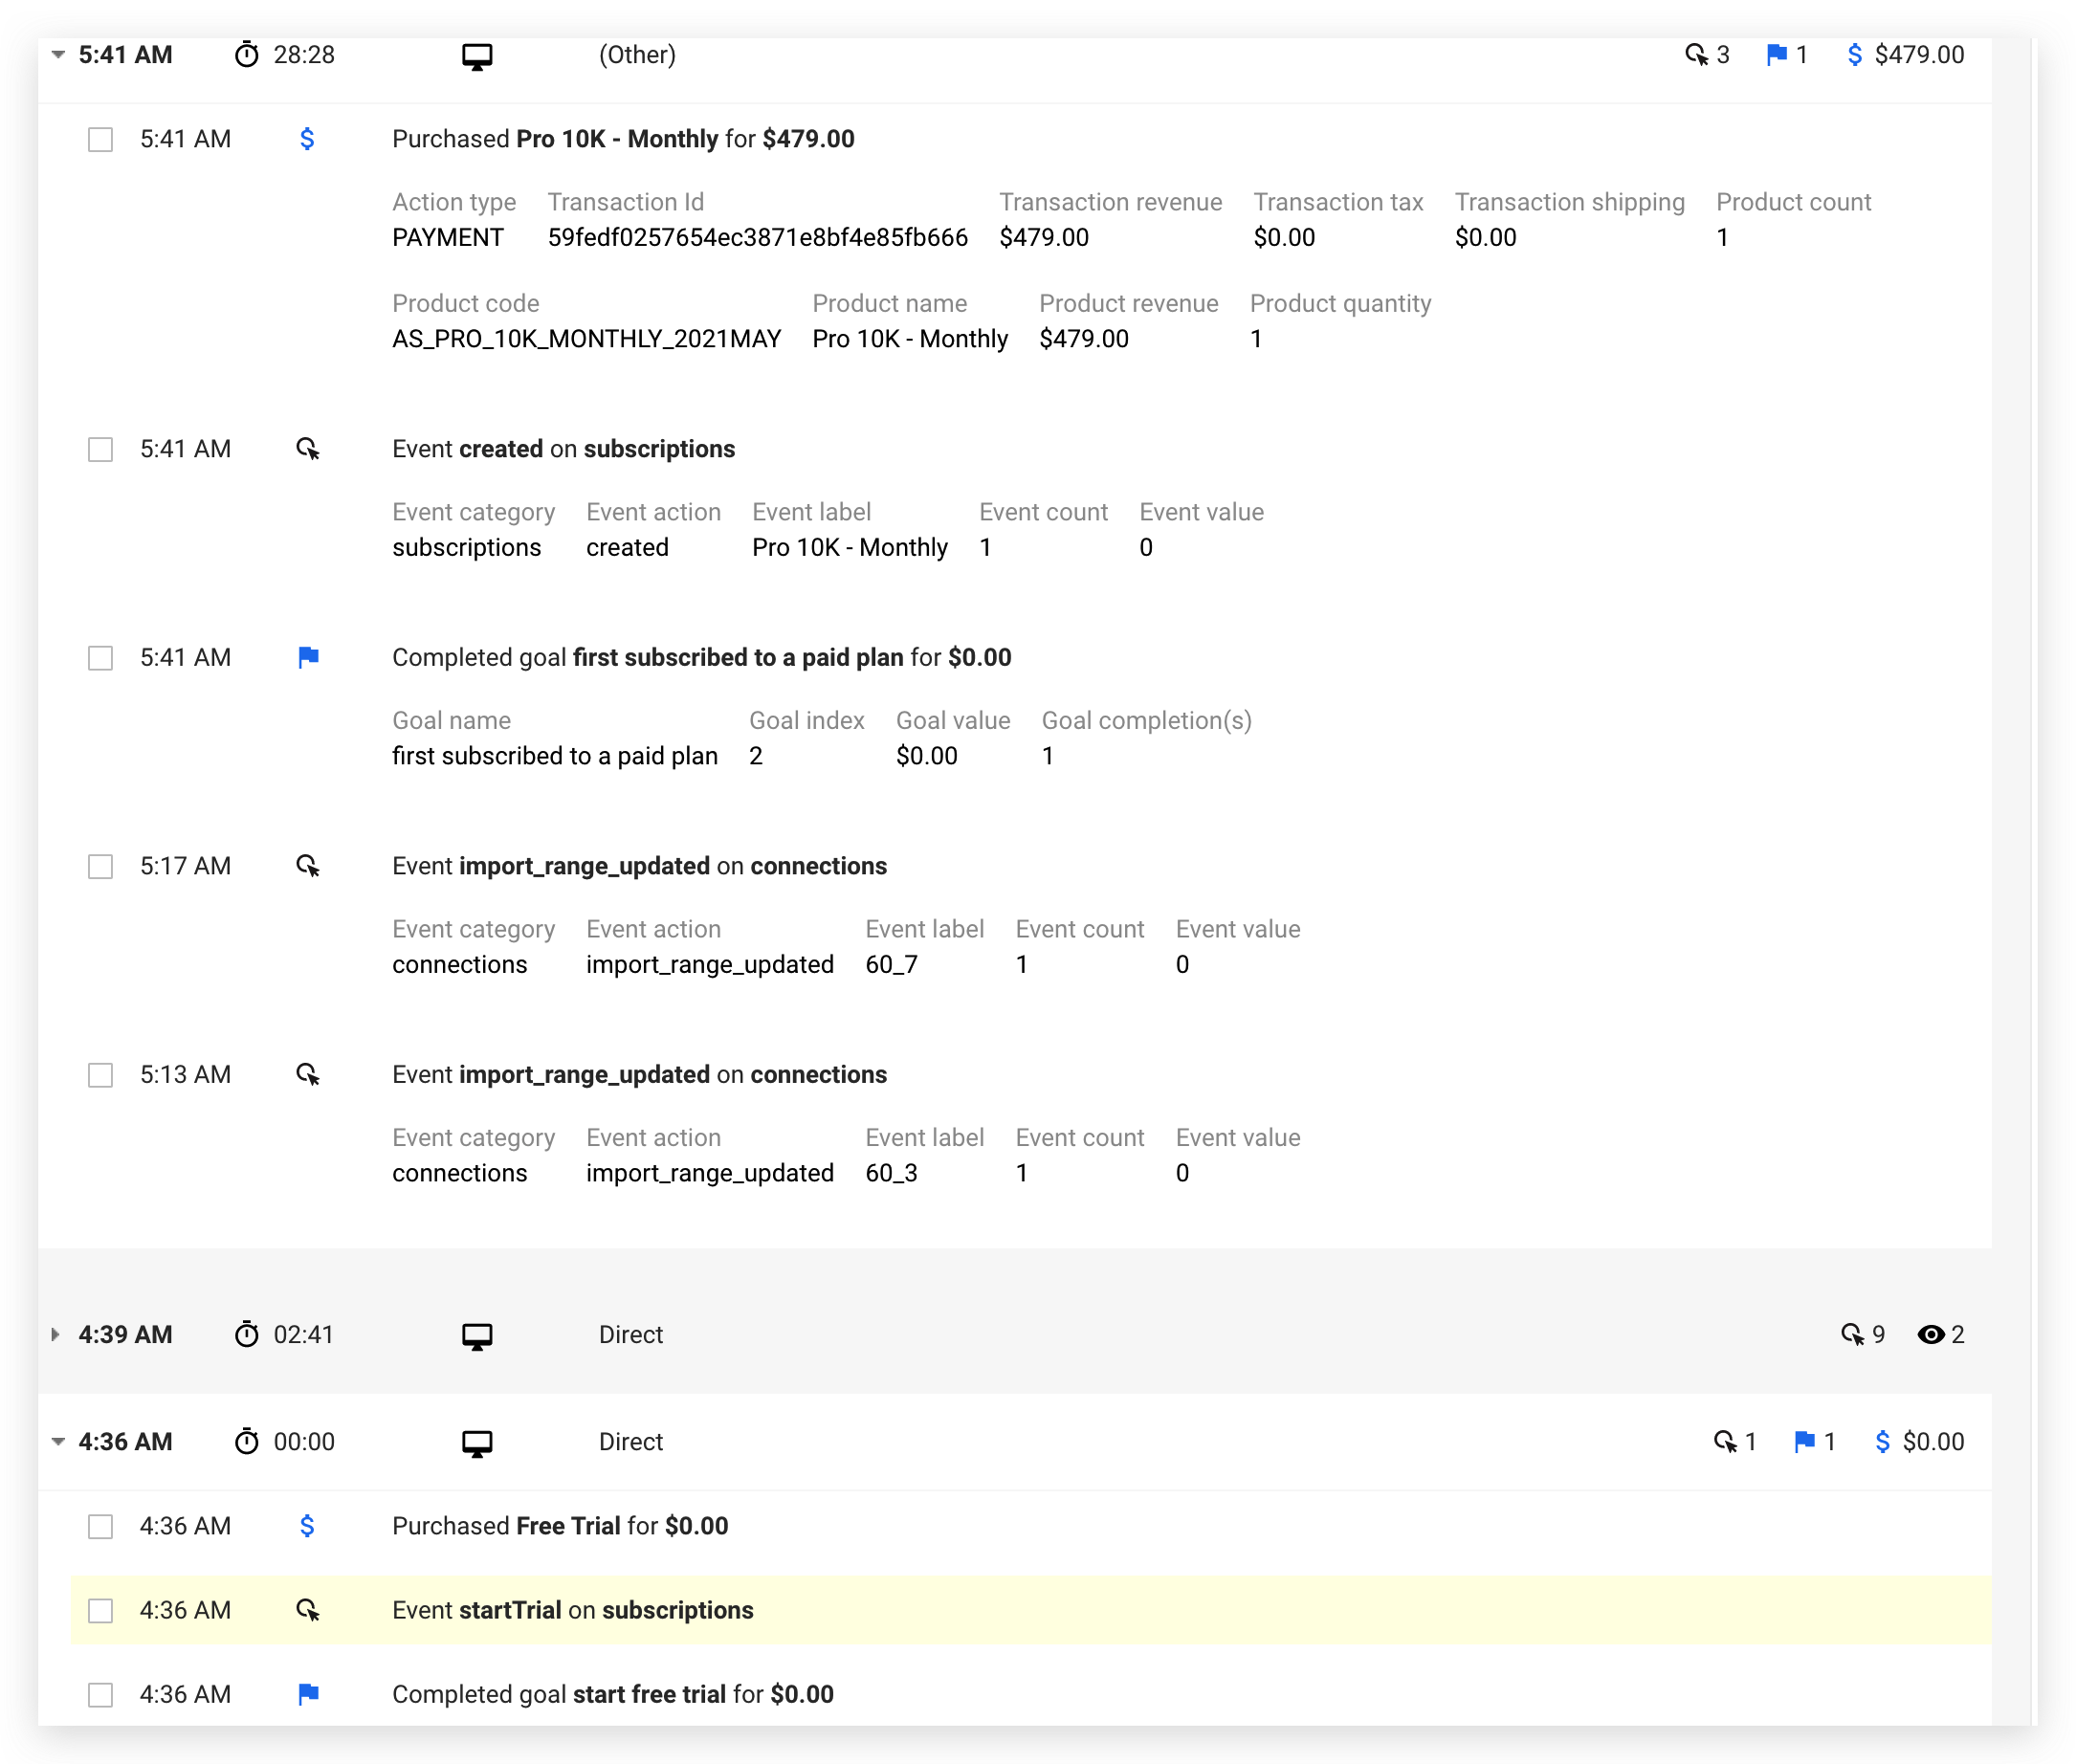 5:41 AM 28:28 (Other) 3 1 $ $479.00
5:41 AM $ Purchased Pro 10K - Monthly for $479.00
Action type Transaction Id Transaction revenue Transaction tax Transaction shipping Product count
PAYMENT 59fedf0257654ec3871e8bf4e85fb666 $479.00 $0.00 $0.00 1
Product code Product name Product revenue Product quantity
AS_PRO_10K_MONTHLY_2021MAY Pro 10K - Monthly $479.00 1
5:41 AM Event created on subscriptions
Event category Event action Event label Event count Event value
subscriptions created Pro 10K - Monthly 1 0
5:41 AM Completed goal first subscribed to a paid plan for $0.00
Goal name Goal index Goal value Goal completion(s)
first subscribed to a paid plan 2 $0.00 1
5:17 AM Event import_range_updated on connections
Event category Event action Event label Event count Event value
connections import_range_updated 60_7 1 0
5:13 AM Event import_range_updated on connections
Event category Event action Event label Event count Event value
connections import_range_updated 60_3 1 0
4:39 AM 02:41 Direct 9 2
4:36 AM 00:00 Direct 1 1 $ $0.00
4:36 AM $ Purchased Free Trial for $0.00
4:36 AM Event startTrial on subscriptions
4:36 AM Completed goal start free trial for $0.00